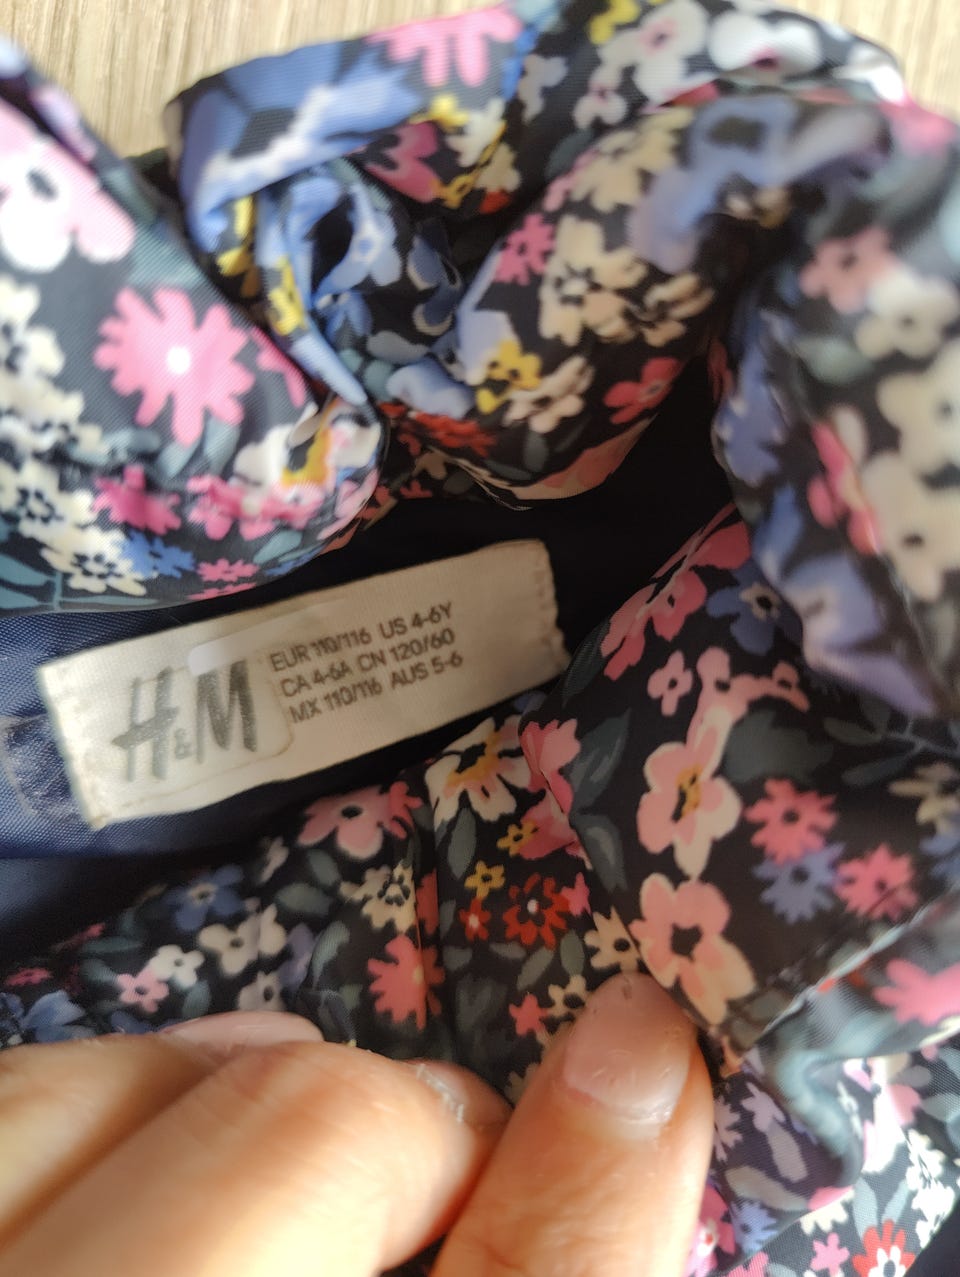 H&M
EUR 110/116 US 4-6Y
CA 4-6A CN 120/60
MX 110/116 AUS 5-6